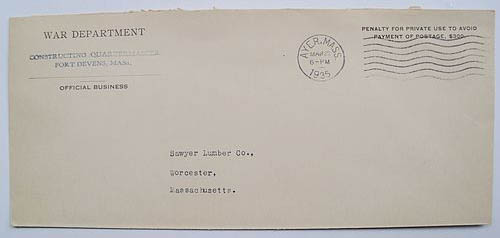 WAR DEPARTMENT
CONSTRUCTING QUARTERMASTER
FORT DEVENS, MASS.
OFFICIAL BUSINESS
AYER, MASS.
MAR
6-PM
1935
PENALTY FOR PRIVATE USE TO AVOID
PAYMENT OF POSTAGE, $300
Sawyer Lumber Co.,
Worcester,
Massachusetts.